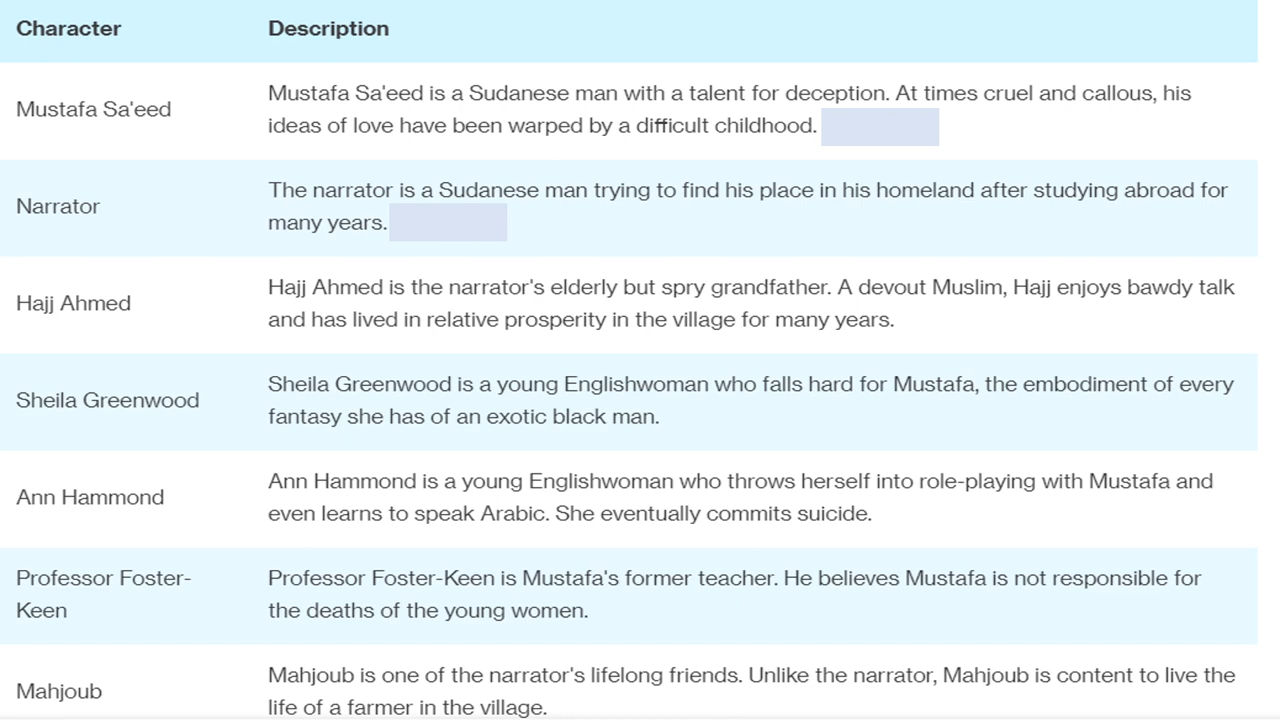 Character Description
Mustafa Sa'eed
Mustafa Sa'eed is a Sudanese man with a talent for deception. At times cruel and callous, his
ideas of love have been warped by a difficult childhood.
Narrator
The narrator is a Sudanese man trying to find his place in his homeland after studying abroad for
many years.
Hajj Ahmed
Hajj Ahmed is the narrator's elderly but spry grandfather. A devout Muslim, Hajj enjoys bawdy talk
and has lived in relative prosperity in the village for many years.
Sheila Greenwood
Sheila Greenwood is a young Englishwoman who falls hard for Mustafa, the embodiment of every
fantasy she has of an exotic black man.
Ann Hammond
Ann Hammond is a young Englishwoman who throws herself into role-playing with Mustafa and
even learns to speak Arabic. She eventually commits suicide.
Professor Foster-
Keen
Professor Foster-Keen is Mustafa's former teacher. He believes Mustafa is not responsible for
the deaths of the young women.
Mahjoub
Mahjoub is one of the narrator's lifelong friends. Unlike the narrator, Mahjoub is content to live the
life of a farmer in the village.